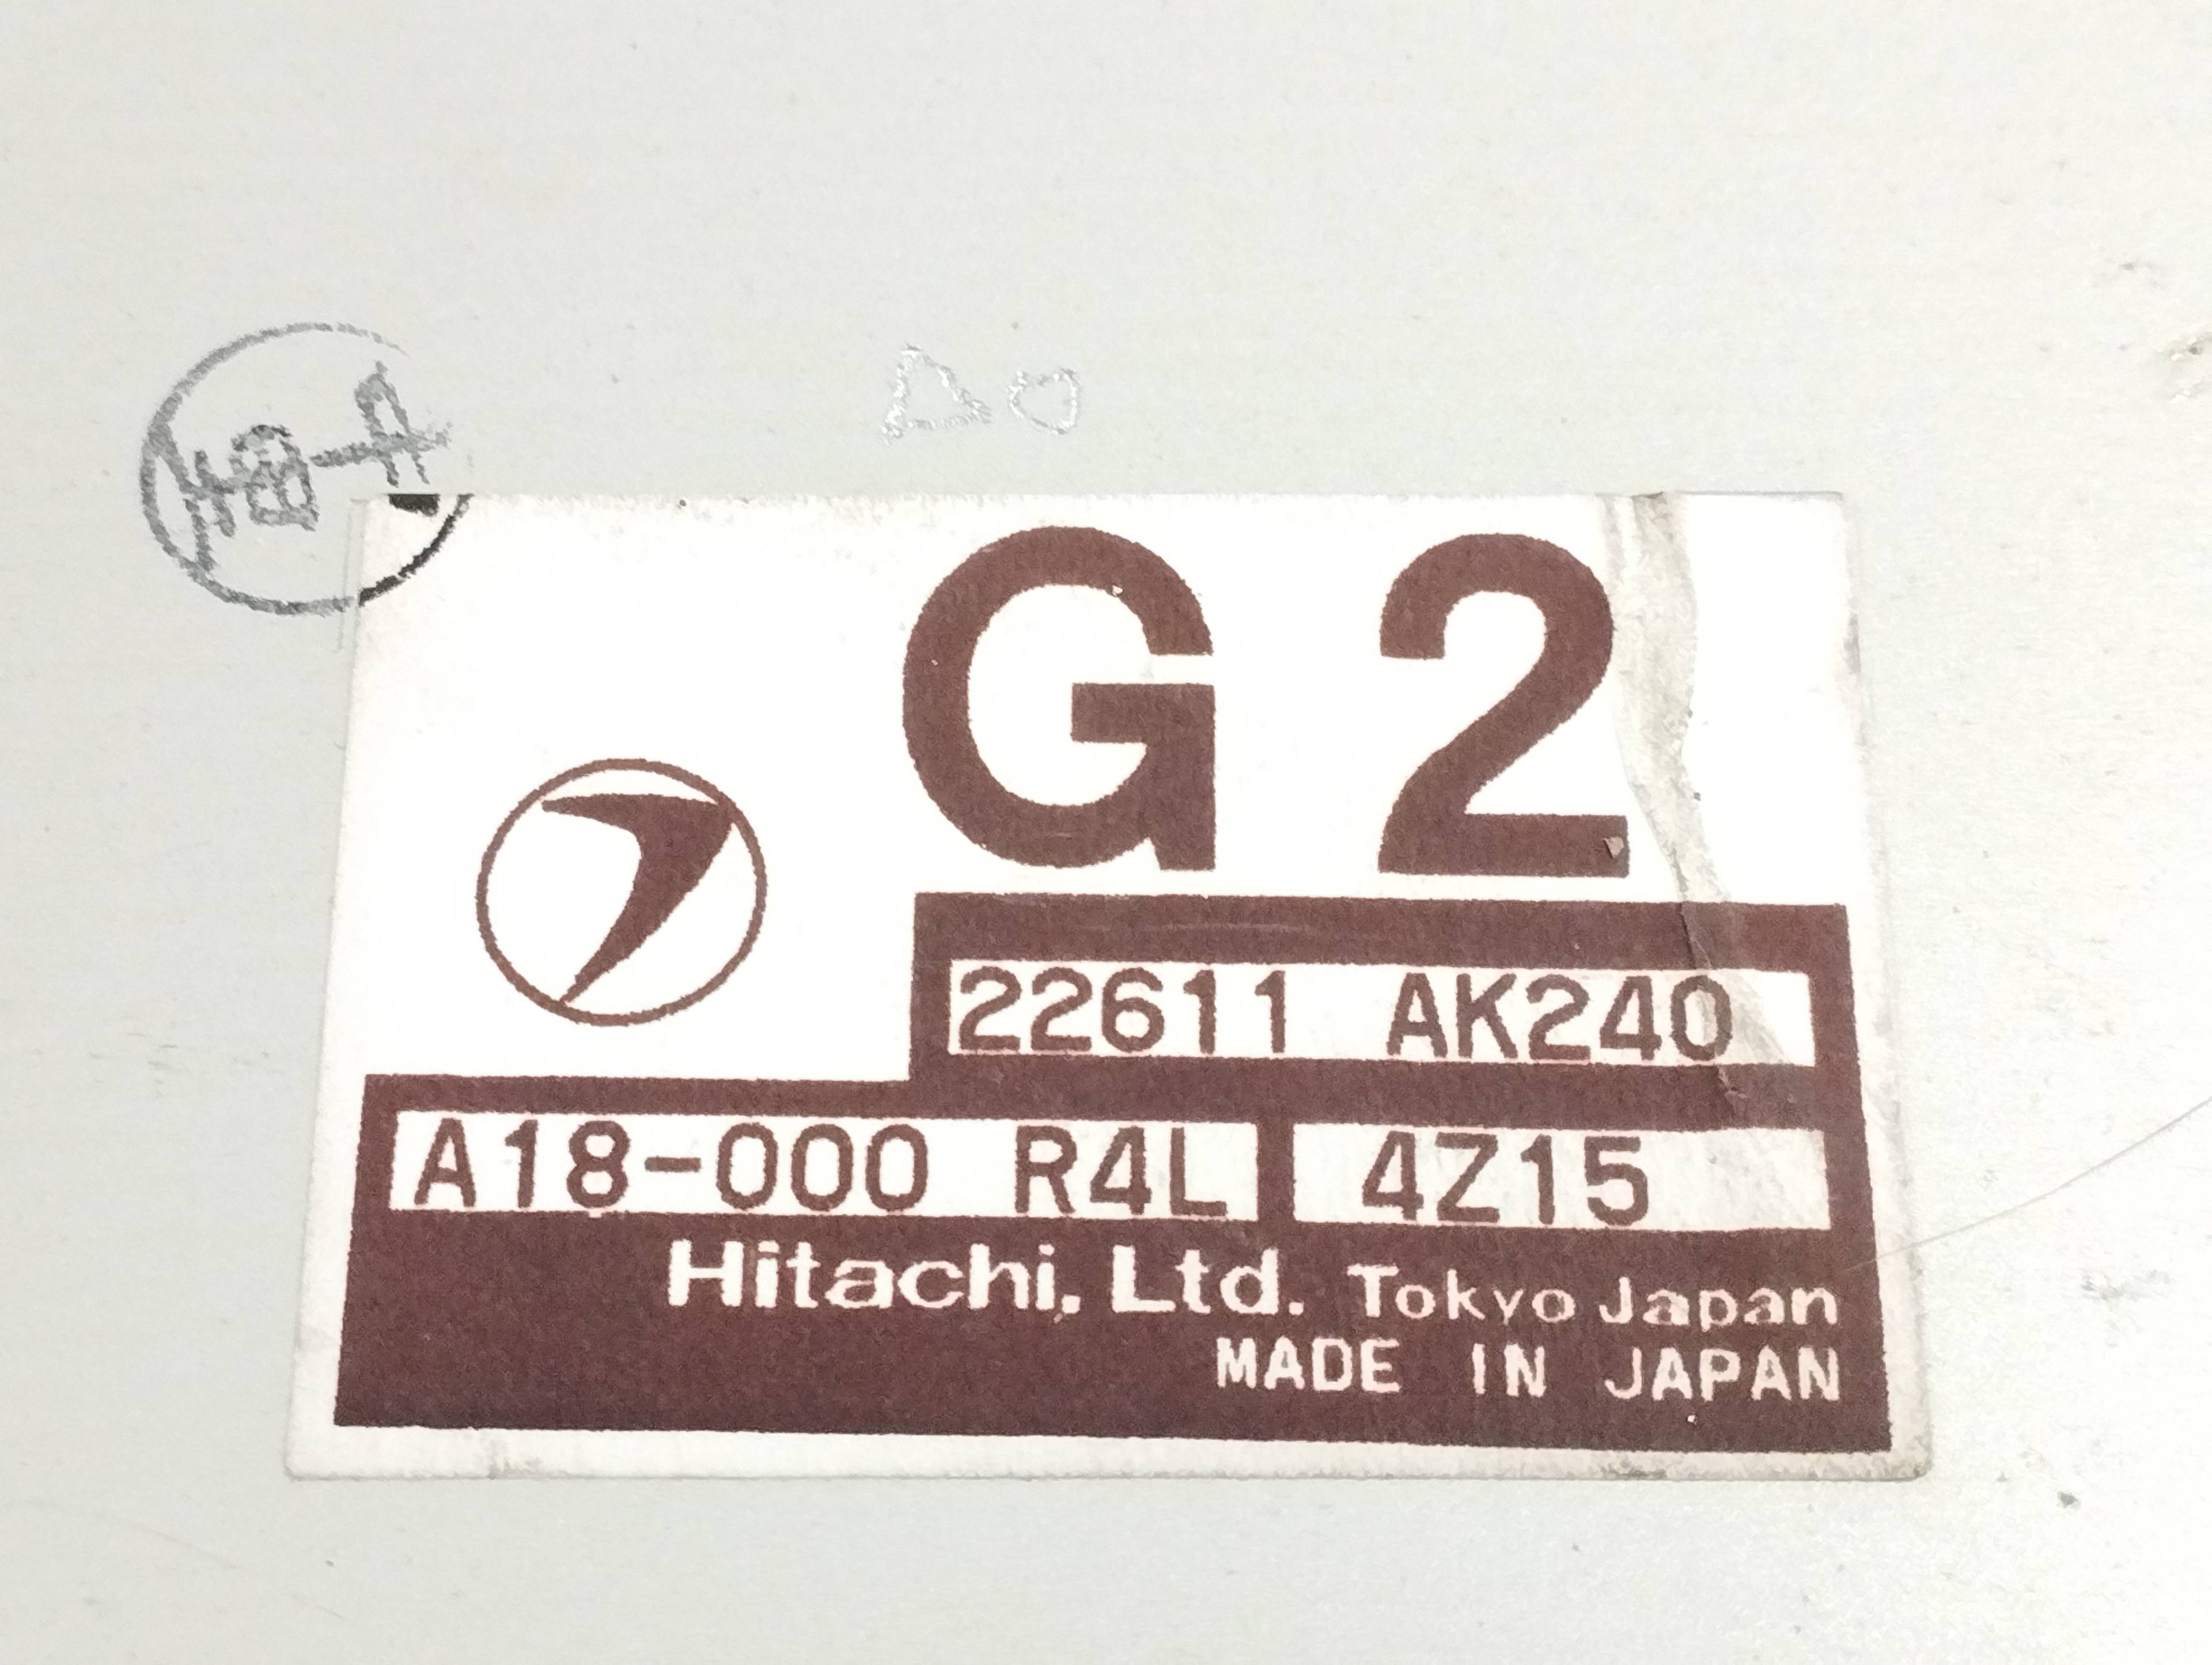 G2
22611 AK240
A18-000 R4L 4Z15
Hitachi, Ltd. Tokyo Japan
MADE IN JAPAN